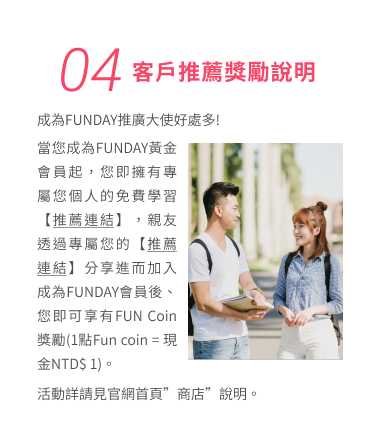 04 客戶推薦獎勵說明
成為FUNDAY推廣大使好處多!
當您成為FUNDAY黃金
會員起，您即擁有專
屬您個人的免費學習
【推薦連結】，親友
透過專屬您的【推薦
連結】分享進而加入
成為FUNDAY會員後、
您即可享有FUN Coin
獎勵(1點Fun coin = 現
金NTD$ 1)。
活動詳請見官網首頁”商店”說明。